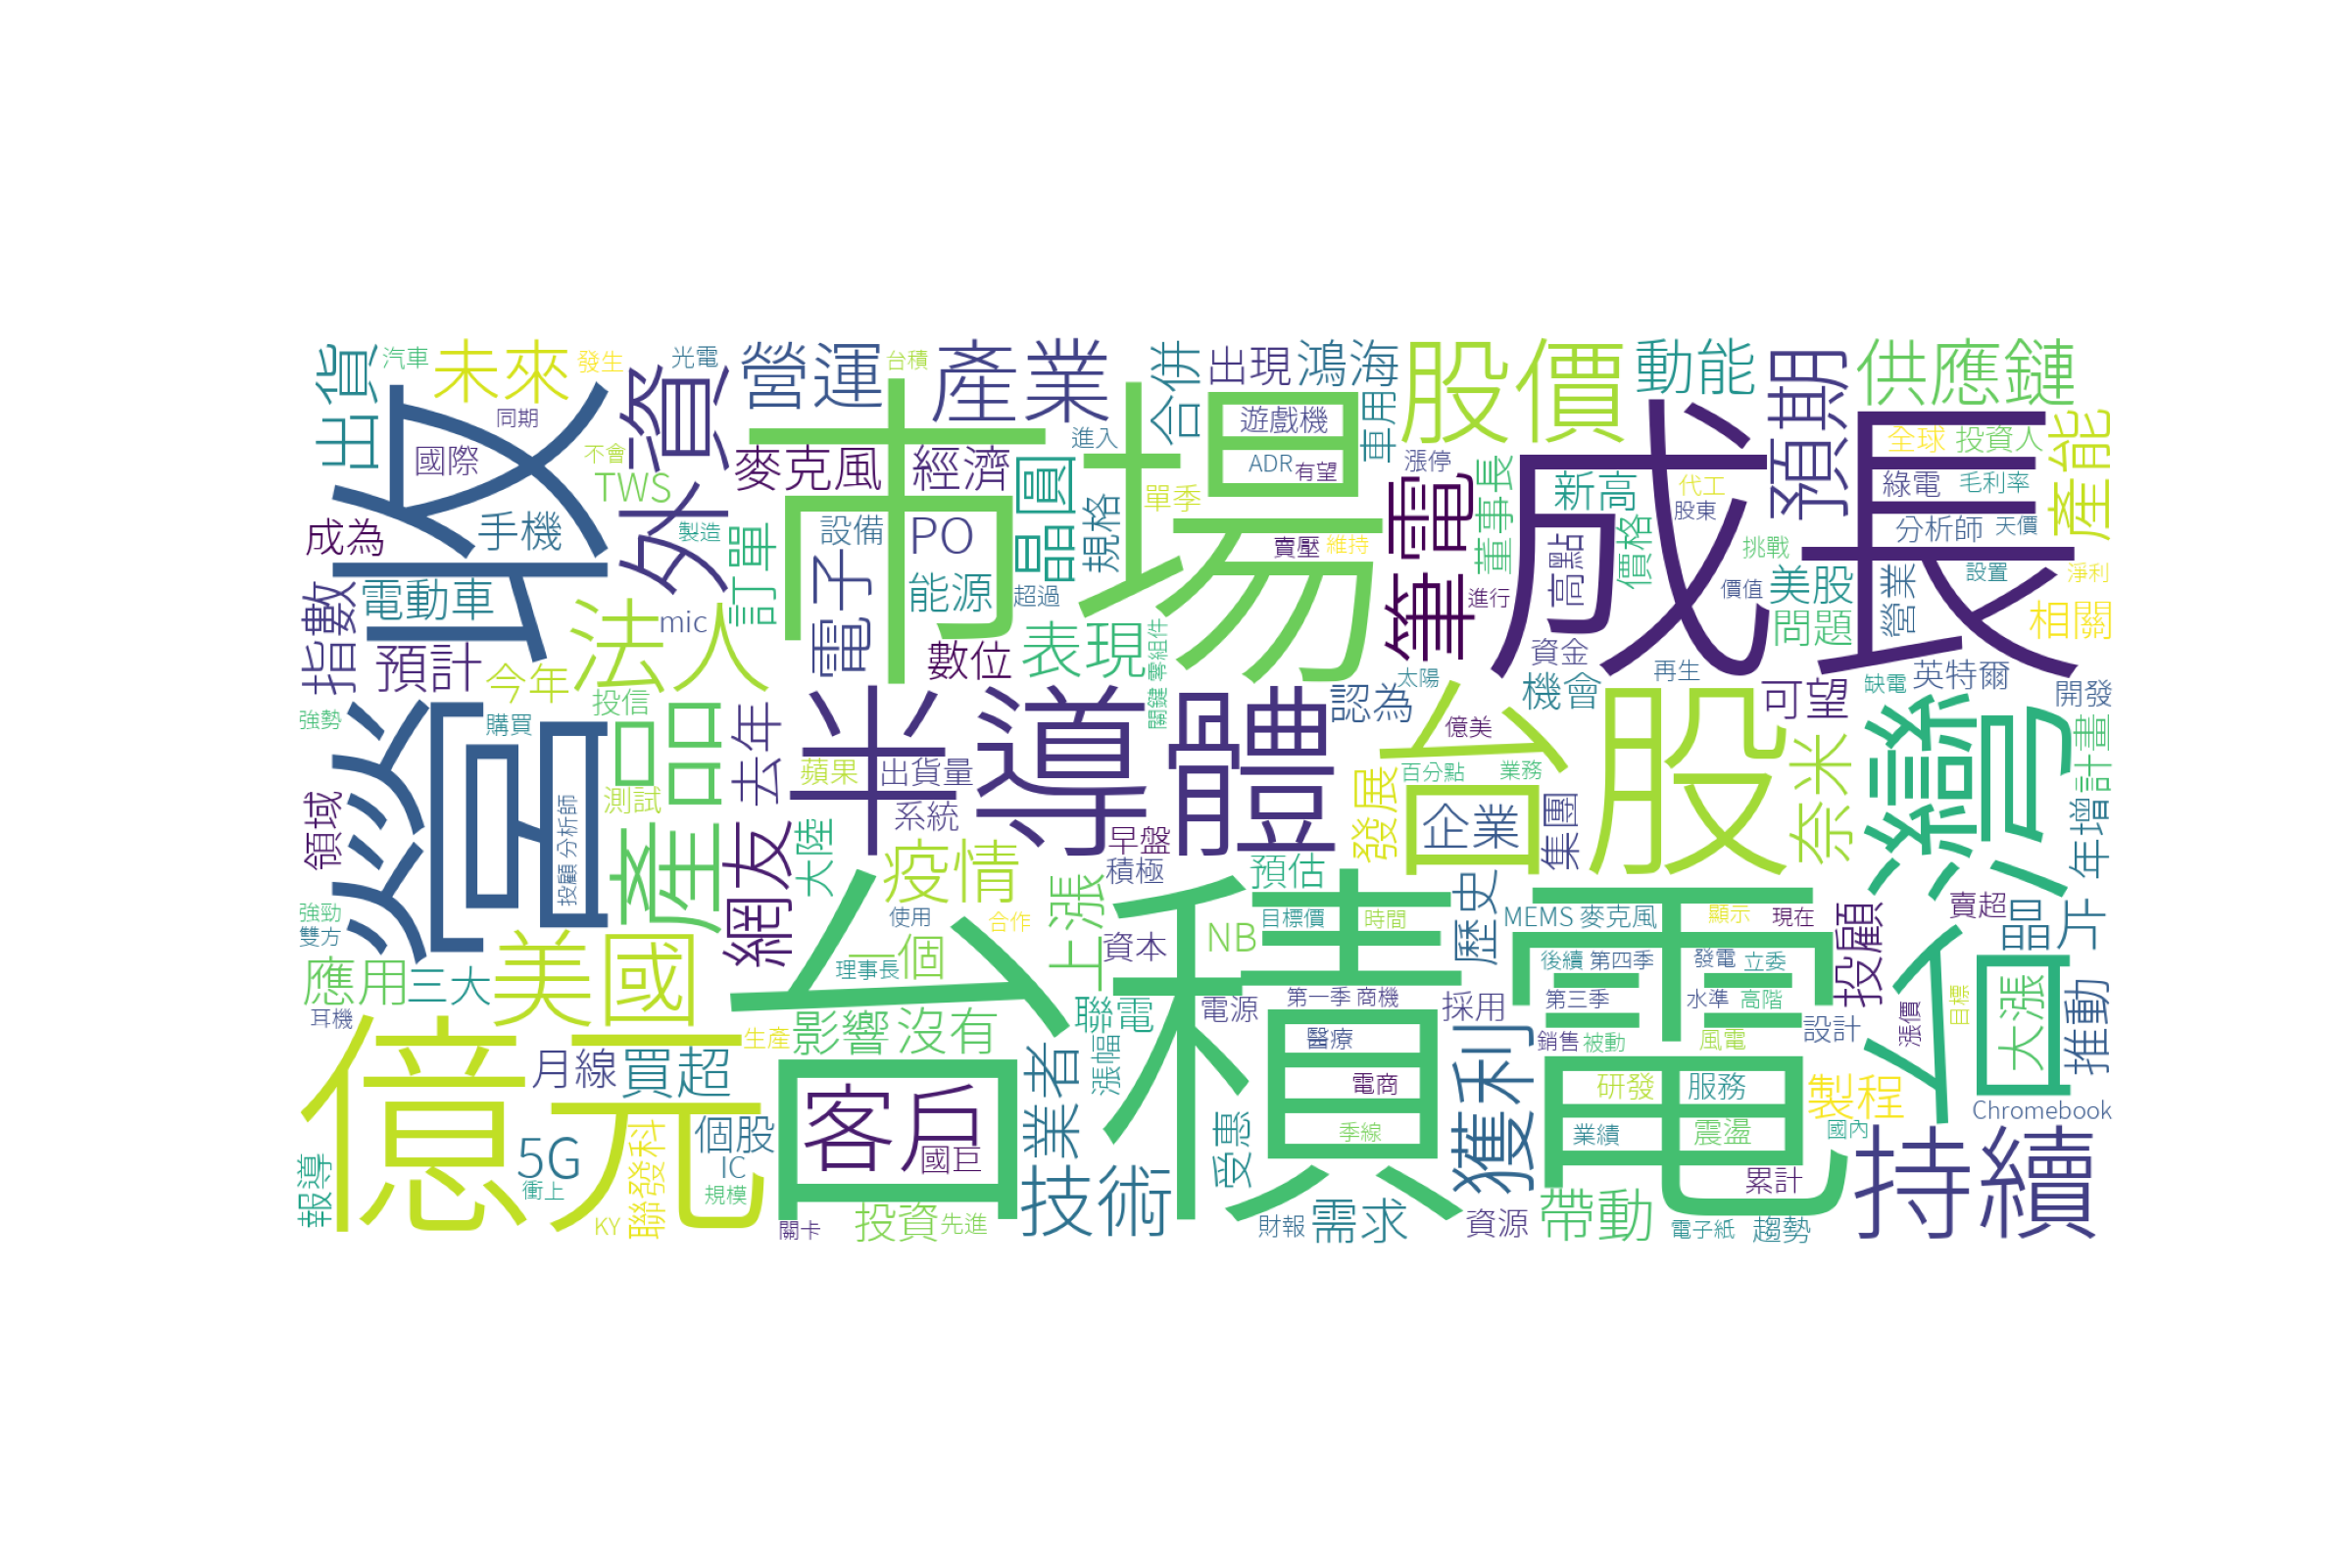 出貨
汽車
未來
發生
光電
營運
台積
產業
合併
出現
鴻海
股價
動能
預期
供應鏈
同期
國際
外資
不會
TWS
麥克風
經濟
進入
遊戲機
ADR
有望
車用
漲停
筆電
董事長
新高
代工
股東
全球
投資人
綠電
毛利率
產能
營收
成為
手機
製造
訂單
設備
PO
晶圓
規格
單季
市場
賣壓
維持
高點
價格
挑戰
成長
分析師
天價
指數
電動車
預計
法人
mic
電子
能源
超過
數位
表現
零組件
關鍵
進行
資金
價值
美股
問題
營業
設置
淨利
相關
今年
投信
強勢
購買
產品
去年
半導體
認為
太陽
機會
再生
可望
缺電
英特爾
開發
億美
台股
台灣
計畫
領域
投顧 分析師
測試
網友
蘋果
出貨量
系統
大陸
疫情
早盤
積極
預估
發展
百分點
業務
企業
集團
奈米
年增
強勁
雙方
使用
合作
上漲
目標價
時間
歷史
MEMS 麥克風
顯示
現在
投顧
賣超
晶片
應用
三大
美國
一個
理事長
資本
NB
後續
第四季
發電
立委
耳機
台積電
聯電
電源
第一季
商機
採用
第三季
水準
高階
設計
漲價
目標
大漲
推動
億元
月線
買超
生產
影響
沒有
業者
漲幅
醫療
獲利
銷售
被動
風電
電商
研發
服務
製程
Chromebook
報導
5G
聯發科
個股
IC
客戶
國巨
受惠
季線
業績
震盪
國內
持續
衝上
KY
規模
關卡
投資
先進
技術
財報
需求
資源
帶動
累計
電子紙
趨勢